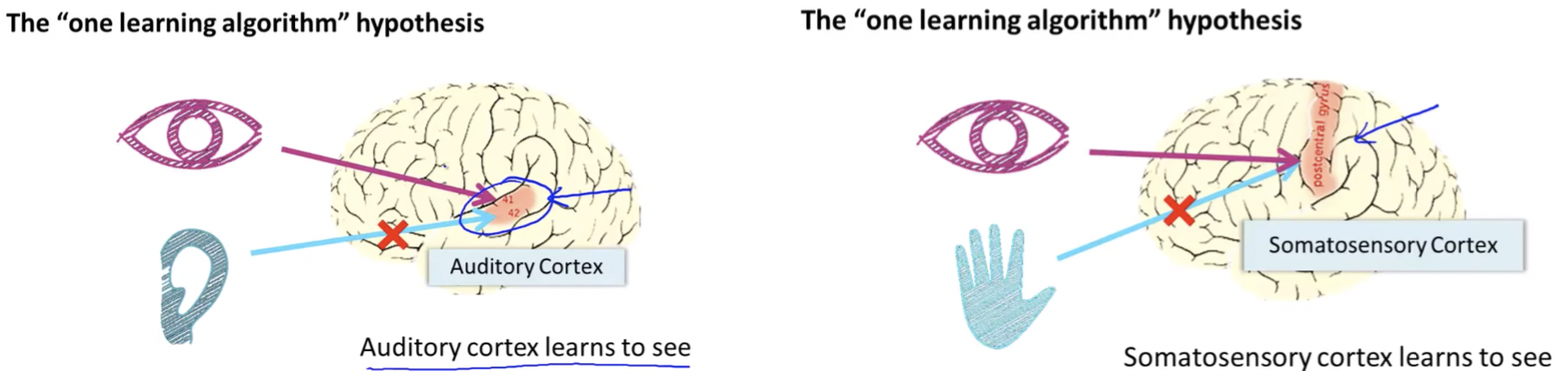 The “one learning algorithm” hypothesis
41
42
Auditory Cortex
Auditory cortex learns to see
The “one learning algorithm” hypothesis
postcentral gyrus
Somatosensory Cortex
Somatosensory cortex learns to see